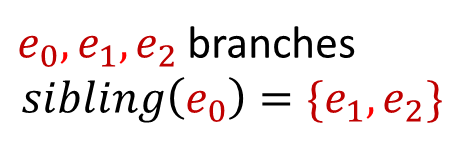 e₀, e₁, e₂ branches
sibling(e₀) = {e₁, e₂}